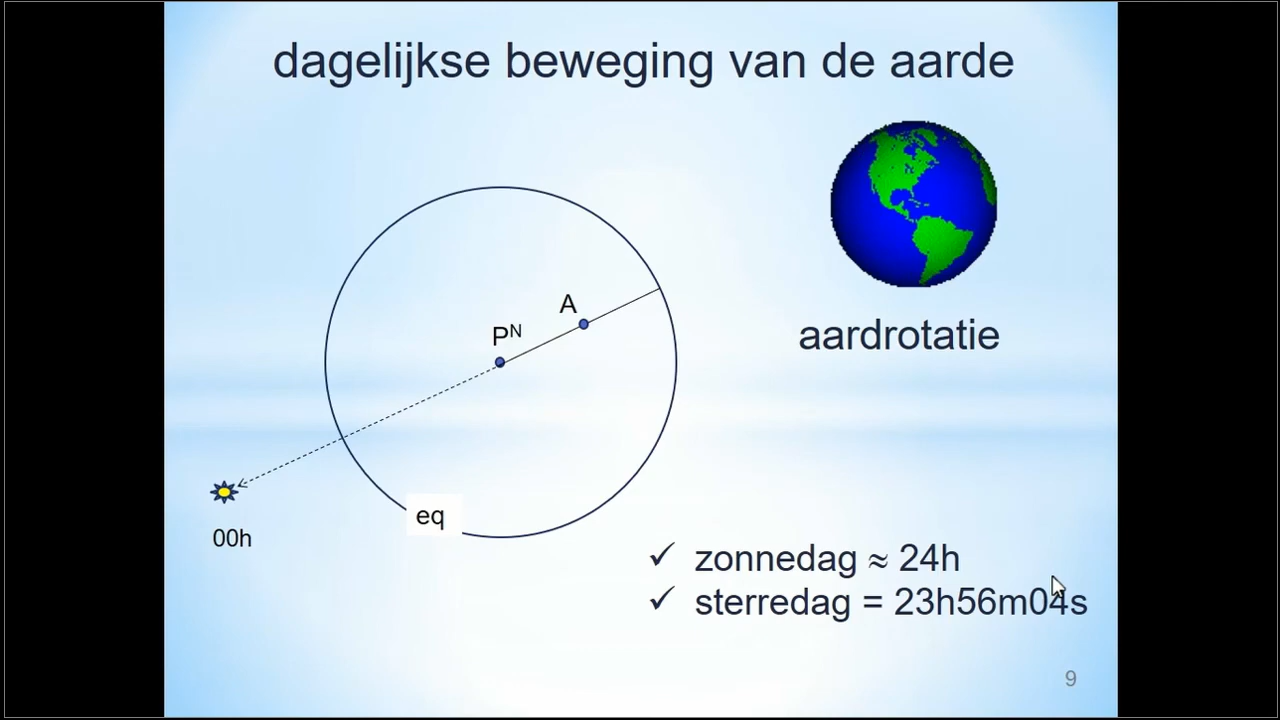 dagelijkse beweging van de aarde
A
Pᴺ
aardrotatie
eq
00h
✓ zonnedag ≈ 24h
✓ sterredag = 23h56m04s
9